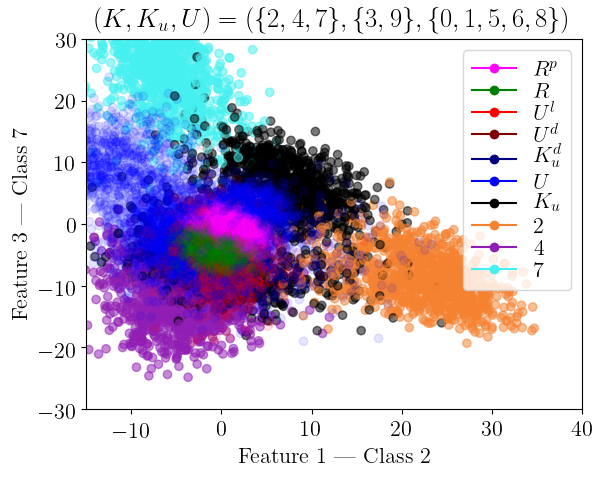 (K, K_u, U) = ({2, 4, 7}, {3, 9}, {0, 1, 5, 6, 8})
30
20
10
0
−10
−20
−30
Feature 3 — Class 7
R^p
R
U^l
U^d
K_u^d
U
K_u
2
4
7
−10
0
10
20
30
40
Feature 1 — Class 2